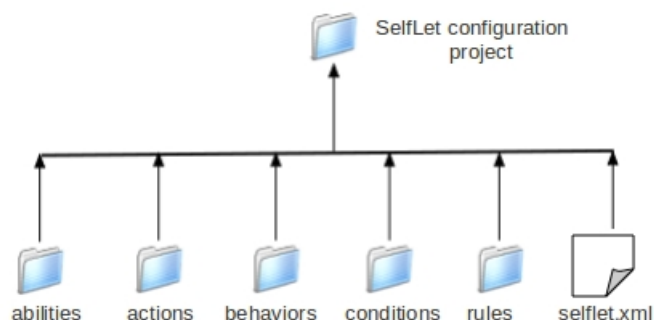 SelfLet configuration
project
abilities
actions
behaviors
conditions
rules
selflet.xml